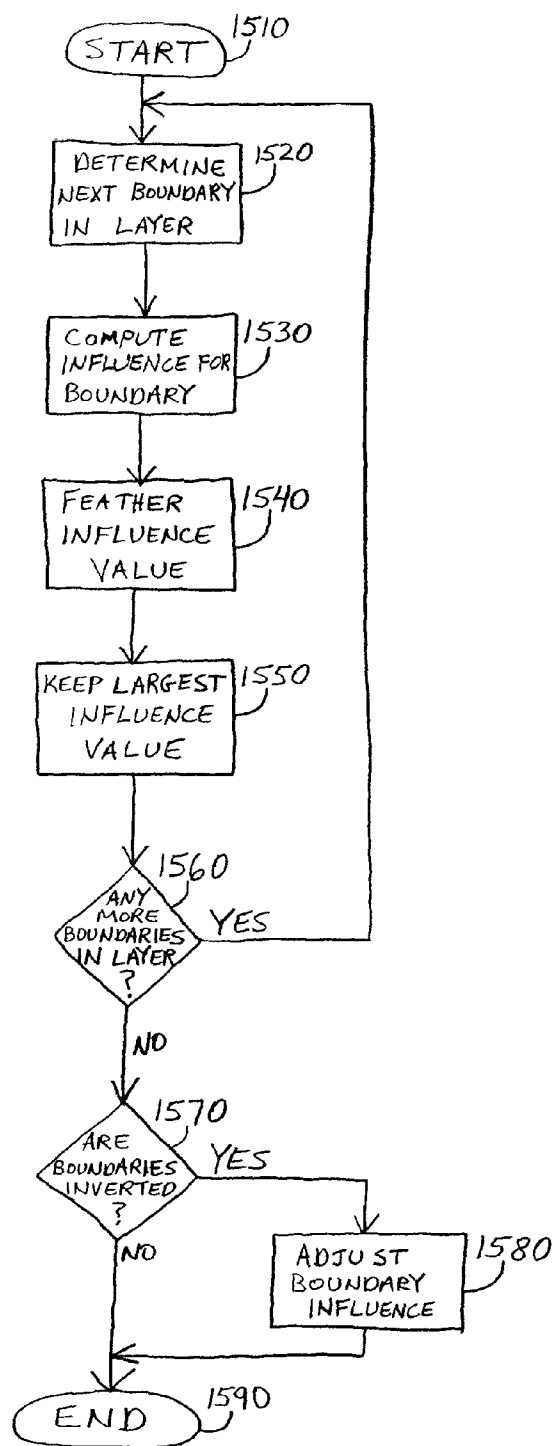 START
1510
DETERMINE
NEXT BOUNDARY
IN LAYER
1520
COMPUTE
INFLUENCE FOR
BOUNDARY
1530
FEATHER
INFLUENCE
VALUE
1540
KEEP LARGEST
INFLUENCE
VALUE
1550
1560
ANY
MORE
BOUNDARIES
IN LAYER
?
YES
NO
1570
ARE
BOUNDARIES
INVERTED
?
YES
NO
ADJUST
BOUNDARY
INFLUENCE
1580
END
1590